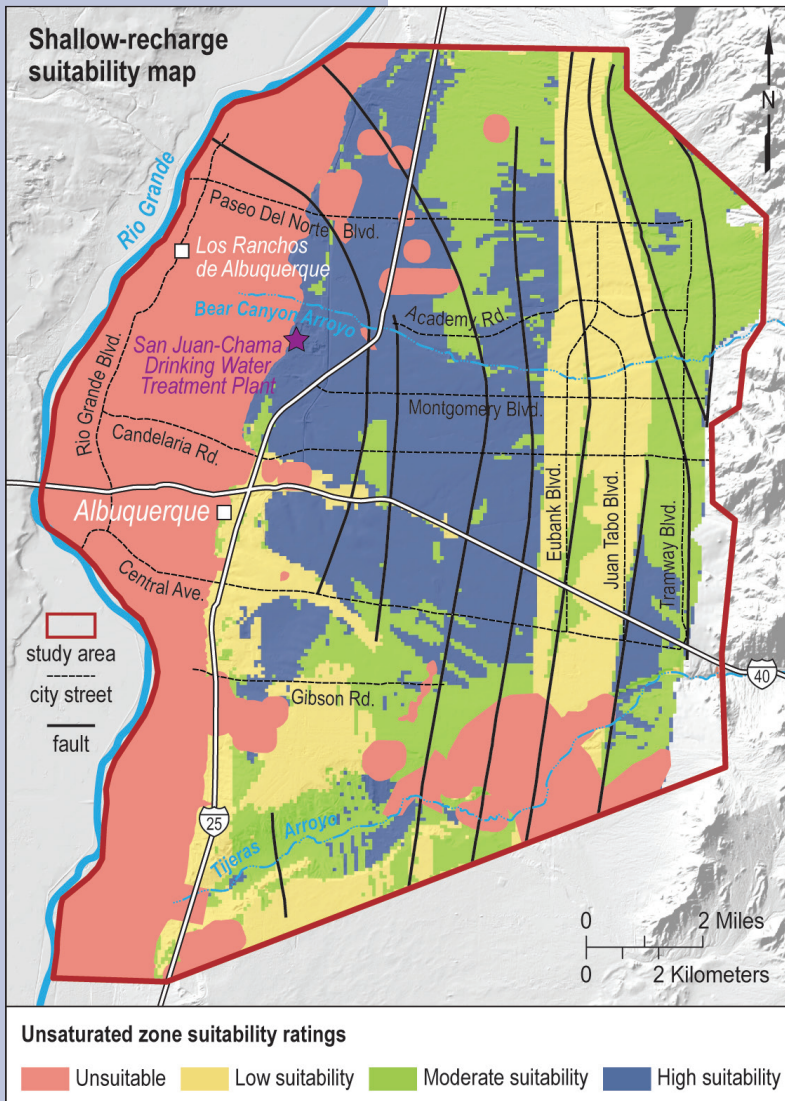 Shallow-recharge
suitability map
N
Rio Grande
Paseo Del Norte Blvd.
Los Ranchos
de Albuquerque
Bear Canyon Arroyo
Academy Rd.
San Juan-Chama
Drinking Water
Treatment Plant
Rio Grande Blvd.
Montgomery Blvd.
Candelaria Rd.
Albuquerque
Eubank Blvd.
Juan Tabo Blvd.
Tramway Blvd.
Central Ave.
study area
city street
fault
Gibson Rd.
40
25
Tijeras Arroyo
0 2 Miles
0 2 Kilometers
Unsaturated zone suitability ratings
Unsuitable Low suitability Moderate suitability High suitability